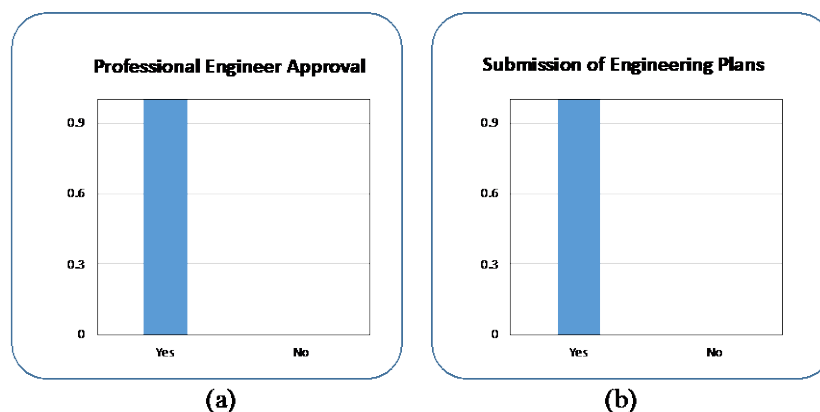 Professional Engineer Approval
0.9
0.6
0.3
0
Yes No
(a)
Submission of Engineering Plans
0.9
0.6
0.3
0
Yes No
(b)